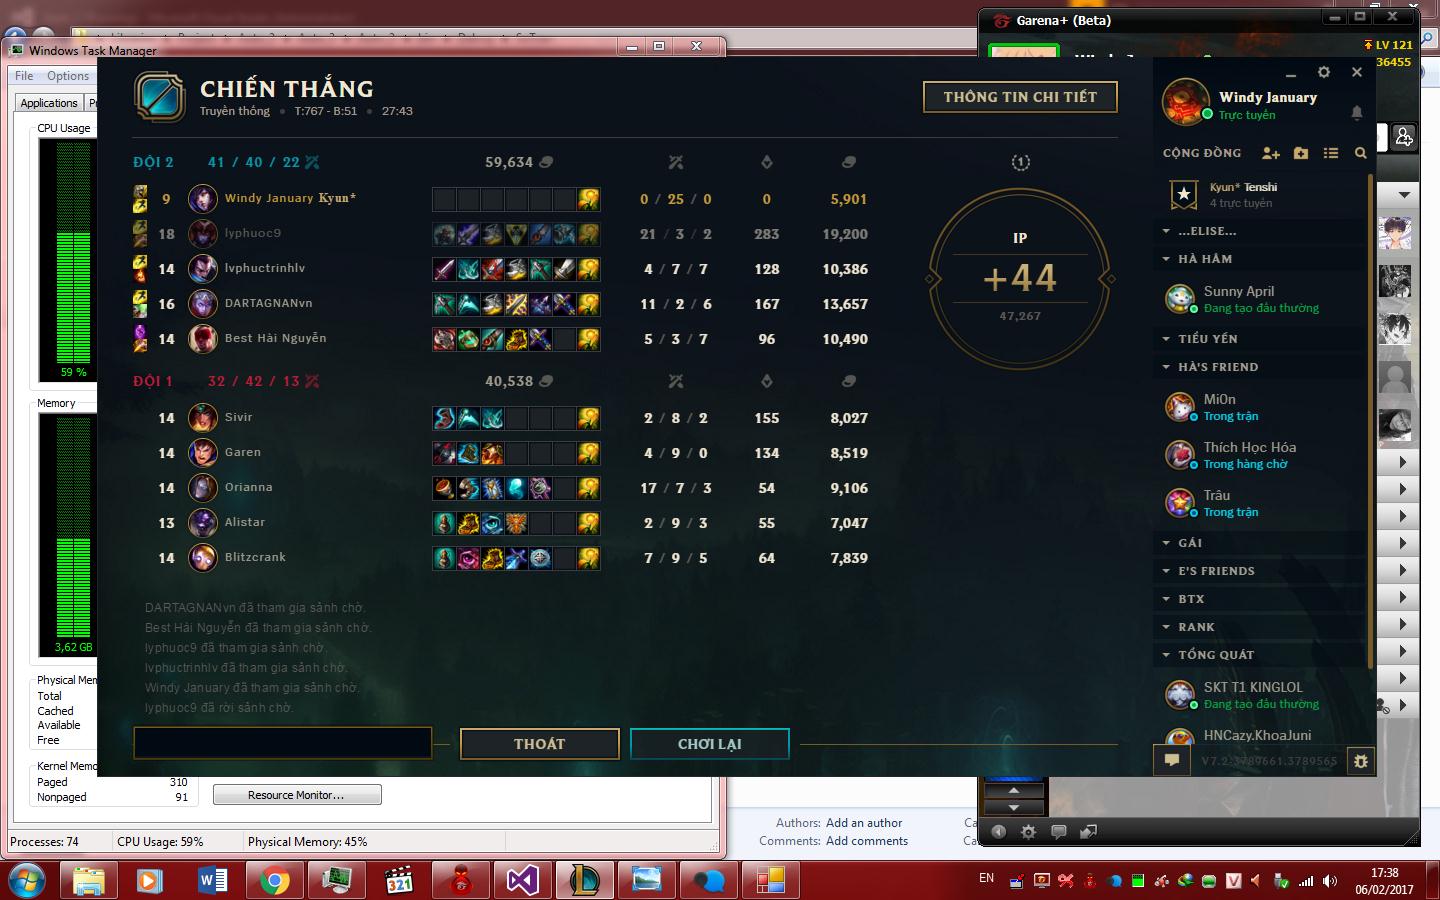 Garena+ (Beta)
LV 121
36455
Windows Task Manager
File Options
Applications
CPU Usage
59 %
Memory
3,62 GB
Total
Cached
Available
Free
Paged 310
Nonpaged 91
Resource Monitor...
Processes: 74 CPU Usage: 59% Physical Memory: 45%
CHIẾN THẮNG
Truyền thống • T:767 - B:51 • 27:43
THÔNG TIN CHI TIẾT
ĐỘI 2 41 / 40 / 22 59,634
9 Windy January Kyun* 0 / 25 / 0 0 5,901
18 lyphuoc9 21 / 3 / 2 283 19,200
14 lvphuctrinhlv 4 / 7 / 7 128 10,386
16 DARTAGNANvn 11 / 2 / 6 167 13,657
14 Best Hải Nguyễn 5 / 3 / 7 96 10,490
ĐỘI 1 32 / 42 / 13 40,538
14 Sivir 2 / 8 / 2 155 8,027
14 Garen 4 / 9 / 0 134 8,519
14 Orianna 17 / 7 / 3 54 9,106
13 Alistar 2 / 9 / 3 55 7,047
14 Blitzcrank 7 / 9 / 5 64 7,839
IP
+44
47,267
DARTAGNANvn đã tham gia sảnh chờ.
Best Hải Nguyễn đã tham gia sảnh chờ.
lyphuoc9 đã tham gia sảnh chờ.
lvphuctrinhlv đã tham gia sảnh chờ.
Windy January đã tham gia sảnh chờ.
lyphuoc9 đã rời sảnh chờ.
THOÁT
CHƠI LẠI
Windy January
Trực tuyến
CỘNG ĐỒNG
Kyun* Tenshi
4 trực tuyến
...ELISE...
HÀ HÂM
Sunny April
Đang tạo đấu thường
TIỂU YẾN
HÀ'S FRIEND
Mi0n
Trong trận
Thích Học Hóa
Trong hàng chờ
Trâu
Trong trận
GÁI
E'S FRIENDS
BTX
RANK
TỔNG QUÁT
SKT T1 KINGLOL
Đang tạo đấu thường
HNCazy.KhoaJuni
V7.2.3789661.3789565
Authors: Add an author
Comments: Add comments
321
EN
17:38
06/02/2017